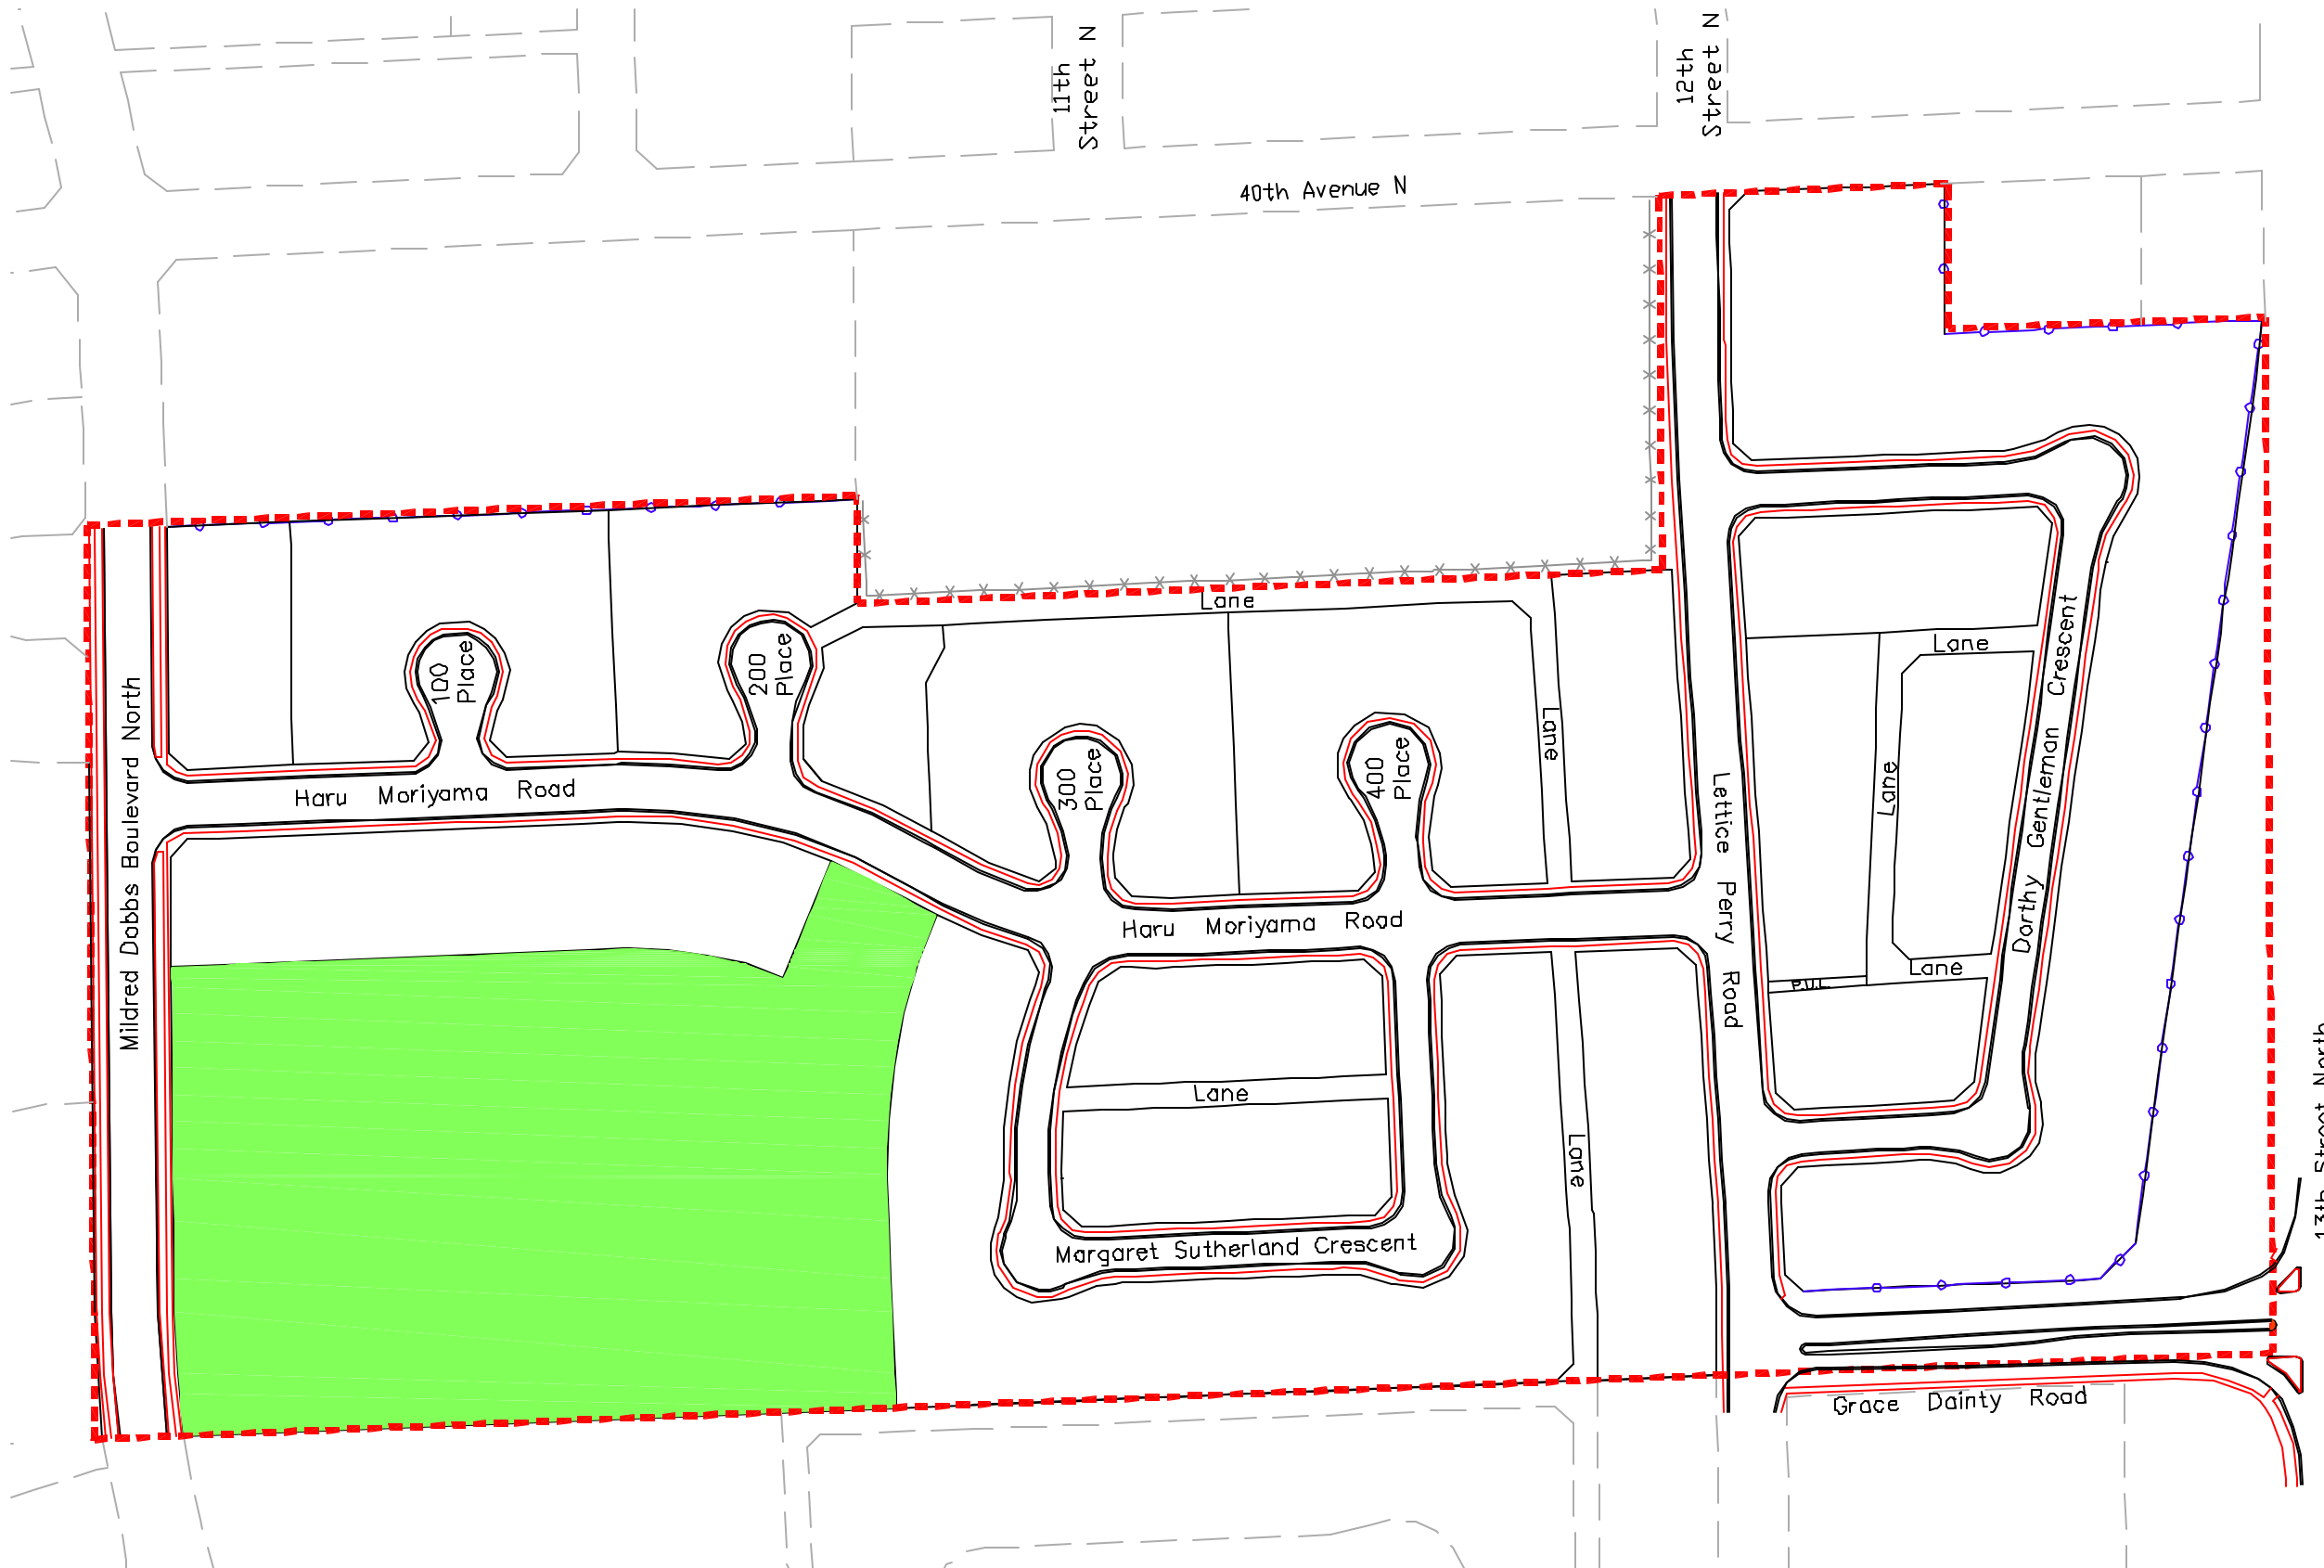 11th
Street N
12th
Street N
40th Avenue N
Lane
100
Place
200
Place
Lane
Dorthy Gentleman Crescent
Mildred Dobbs Boulevard North
Lane
300
Place
400
Place
Lane
Lettice Perry Road
Haru Moriyama Road
Haru Moriyama Road
Lane
P.U.L.
Lane
Lane
13th Street North
Margaret Sutherland Crescent
Grace Dainty Road